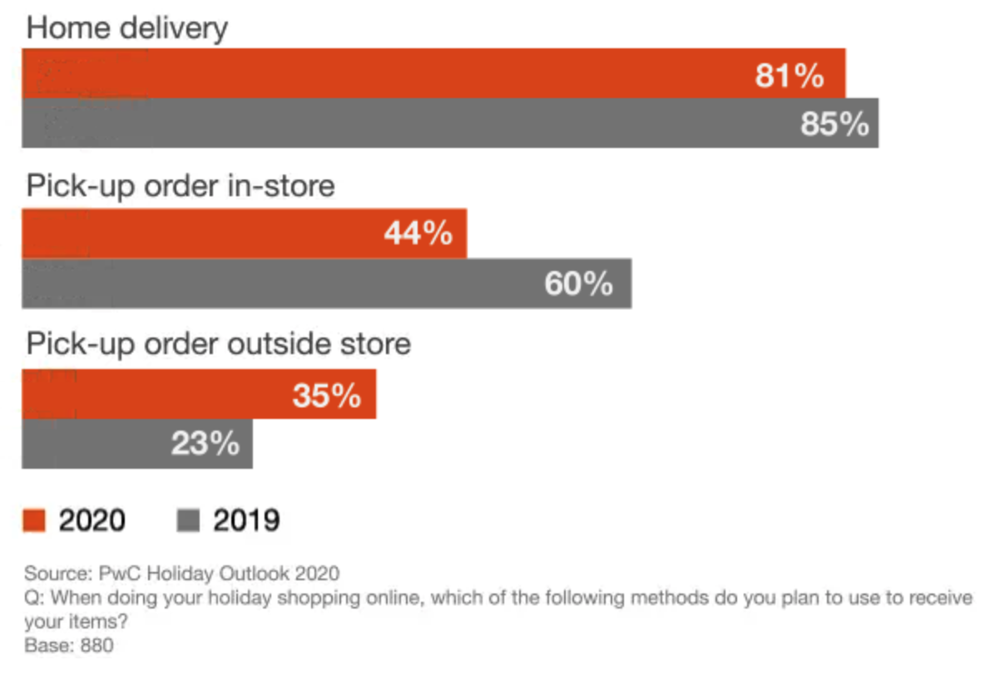 Home delivery
81%
85%
Pick-up order in-store
44%
60%
Pick-up order outside store
35%
23%
2020 2019
Source: PwC Holiday Outlook 2020
Q: When doing your holiday shopping online, which of the following methods do you plan to use to receive
your items?
Base: 880